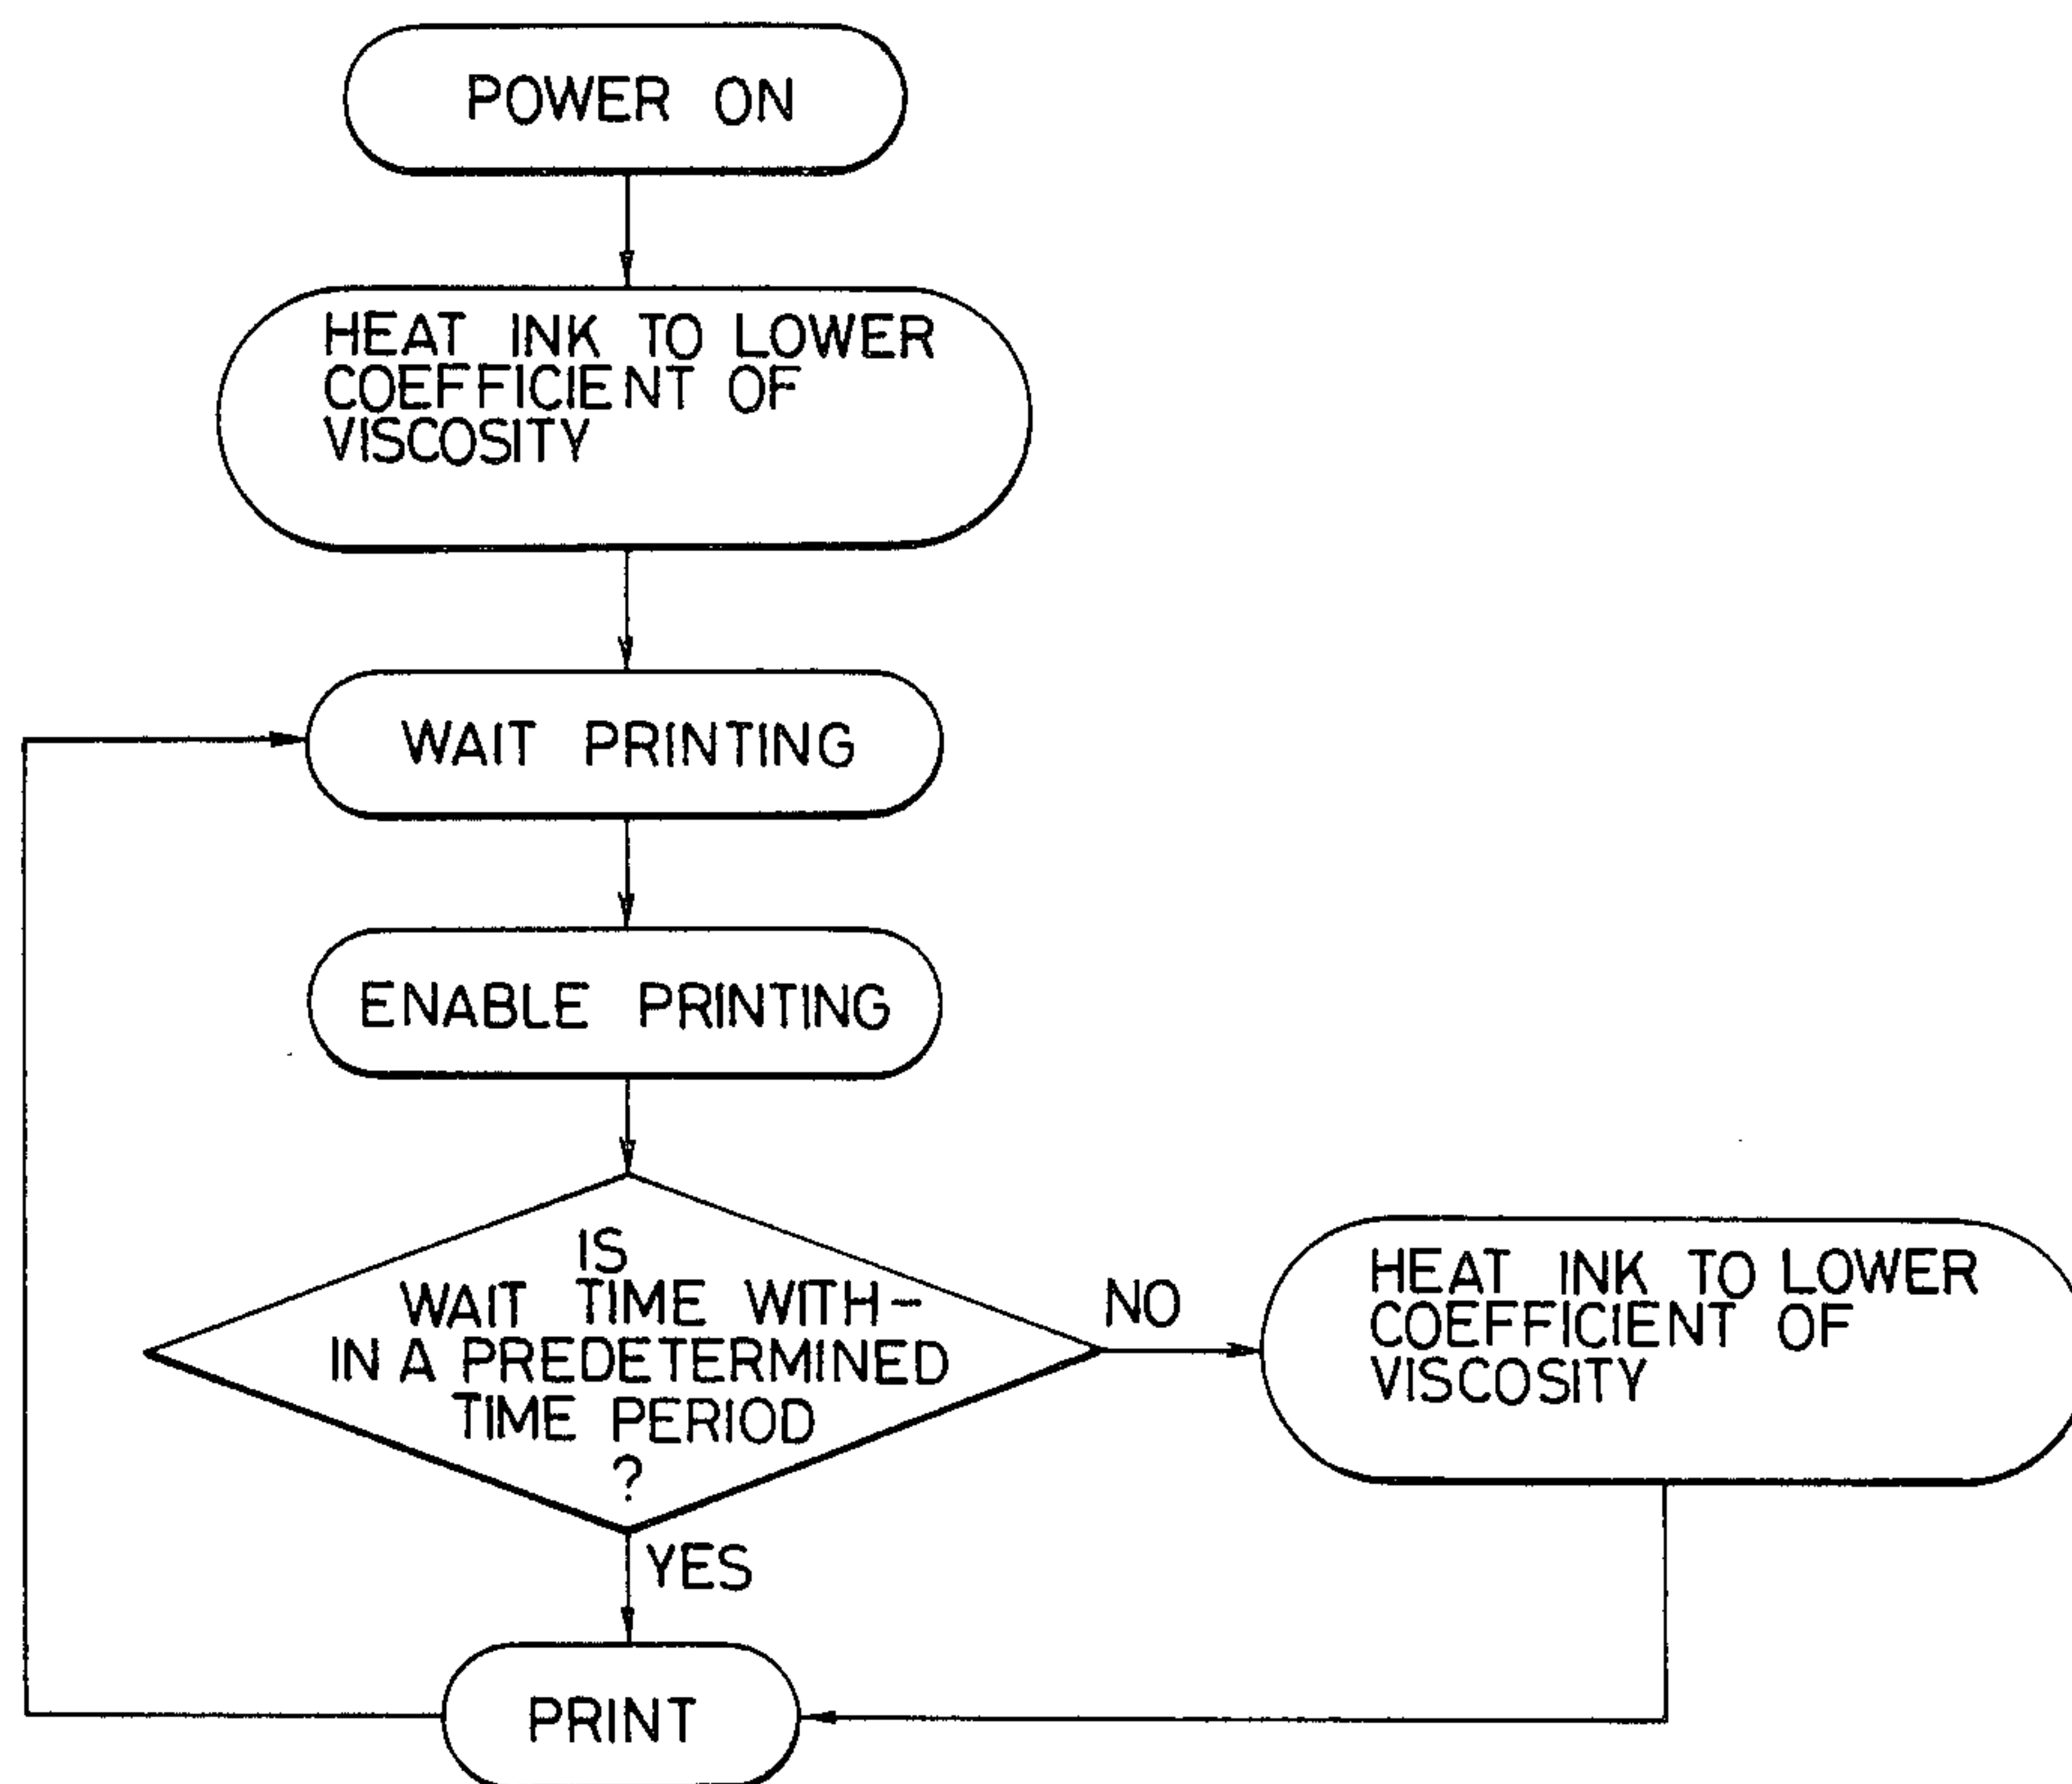 POWER ON
HEAT INK TO LOWER
COEFFICIENT OF
VISCOSITY
WAIT PRINTING
ENABLE PRINTING
IS
WAIT TIME WITH-
IN A PREDETERMINED
TIME PERIOD
?
NO
HEAT INK TO LOWER
COEFFICIENT OF
VISCOSITY
YES
PRINT